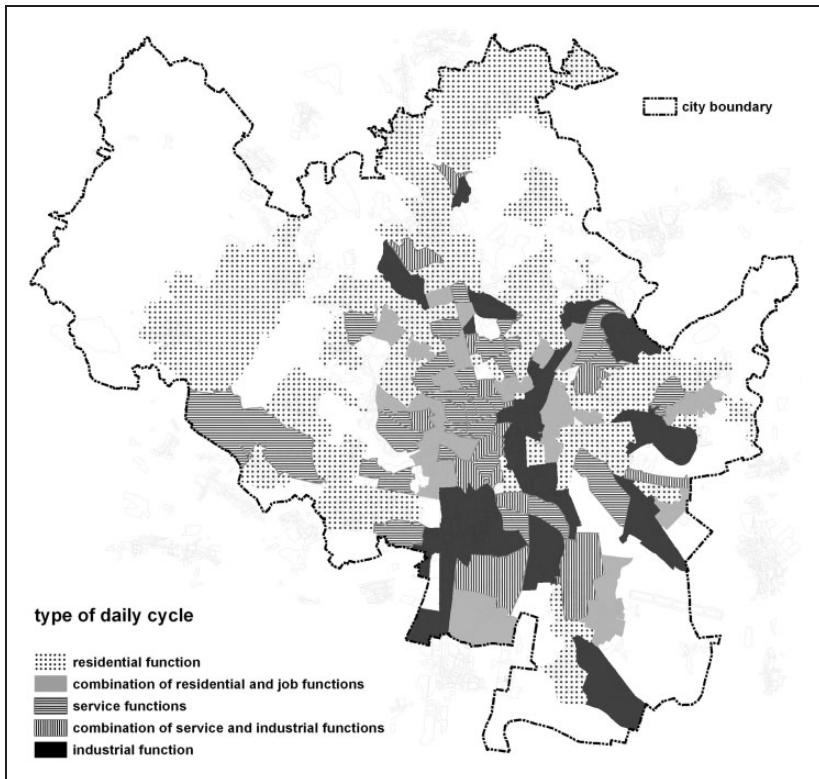 city boundary
type of daily cycle
residential function
combination of residential and job functions
service functions
combination of service and industrial functions
industrial function